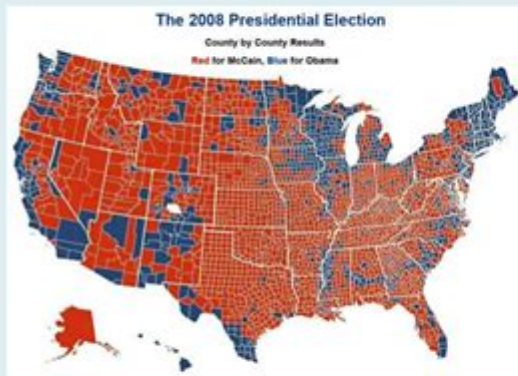 The 2008 Presidential Election
County by County Results
Red for McCain, Blue for Obama